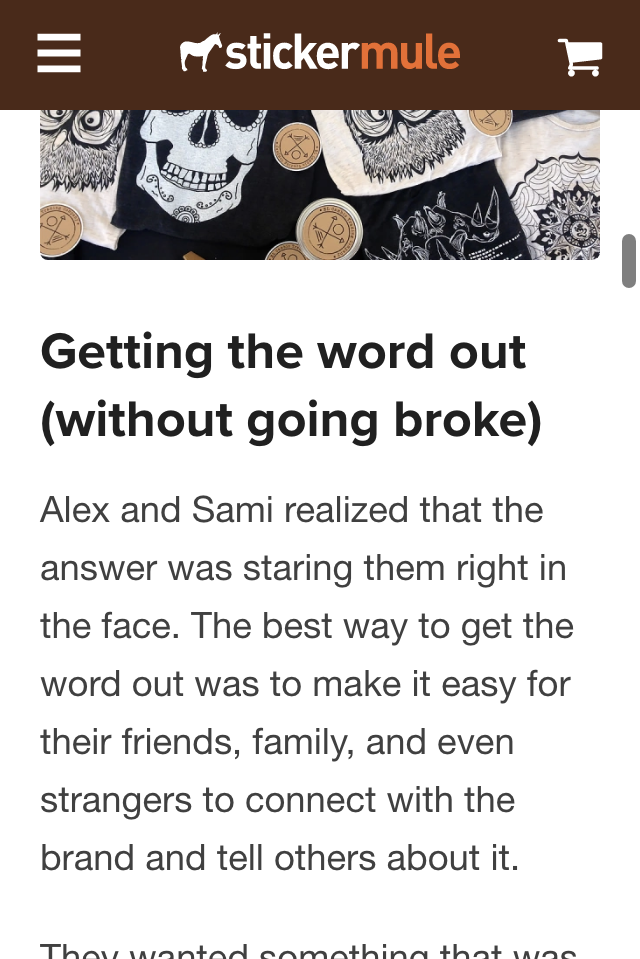 stickermule
Getting the word out
(without going broke)
Alex and Sami realized that the
answer was staring them right in
the face. The best way to get the
word out was to make it easy for
their friends, family, and even
strangers to connect with the
brand and tell others about it.
They wanted something that was